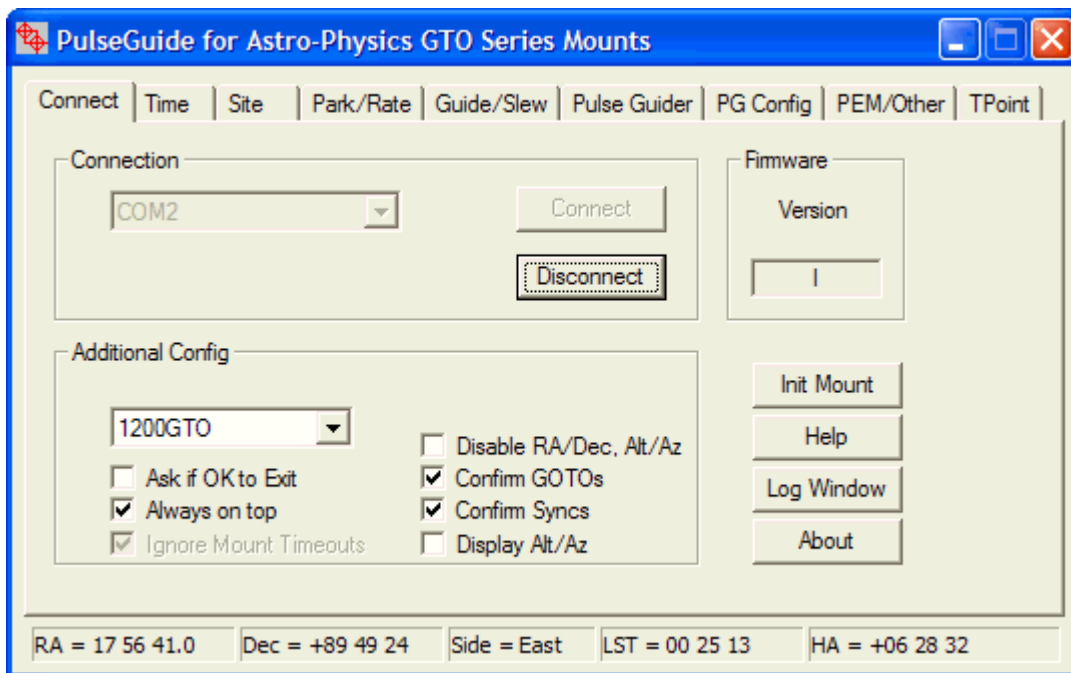 PulseGuide for Astro-Physics GTO Series Mounts
Connect Time Site Park/Rate Guide/Slew Pulse Guider PG Config PEM/Other TPoint
Connection
COM2
Connect
Disconnect
Firmware
Version
I
Additional Config
1200GTO
Ask if OK to Exit
Always on top
Ignore Mount Timeouts
Disable RA/Dec, Alt/Az
Confirm GOTOs
Confirm Syncs
Display Alt/Az
Init Mount
Help
Log Window
About
RA = 17 56 41.0 Dec = +89 49 24 Side = East LST = 00 25 13 HA = +06 28 32